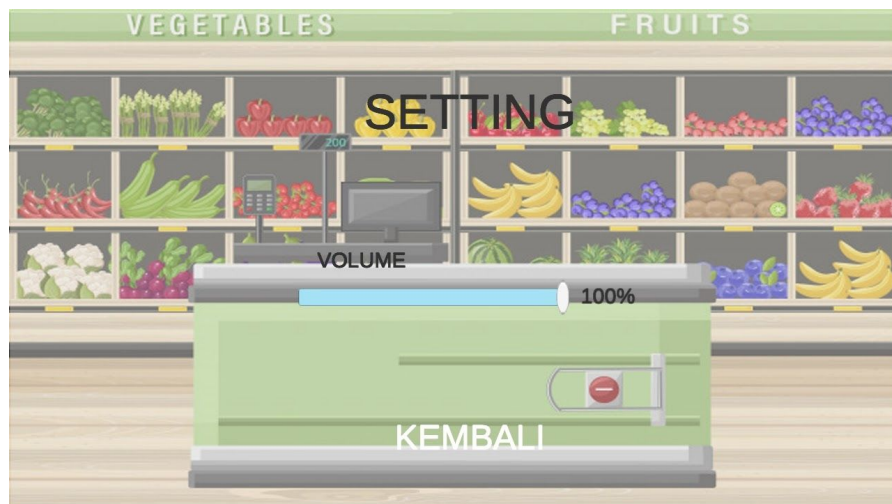 VEGETABLES
FRUITS
SETTING
200
VOLUME
100%
KEMBALI